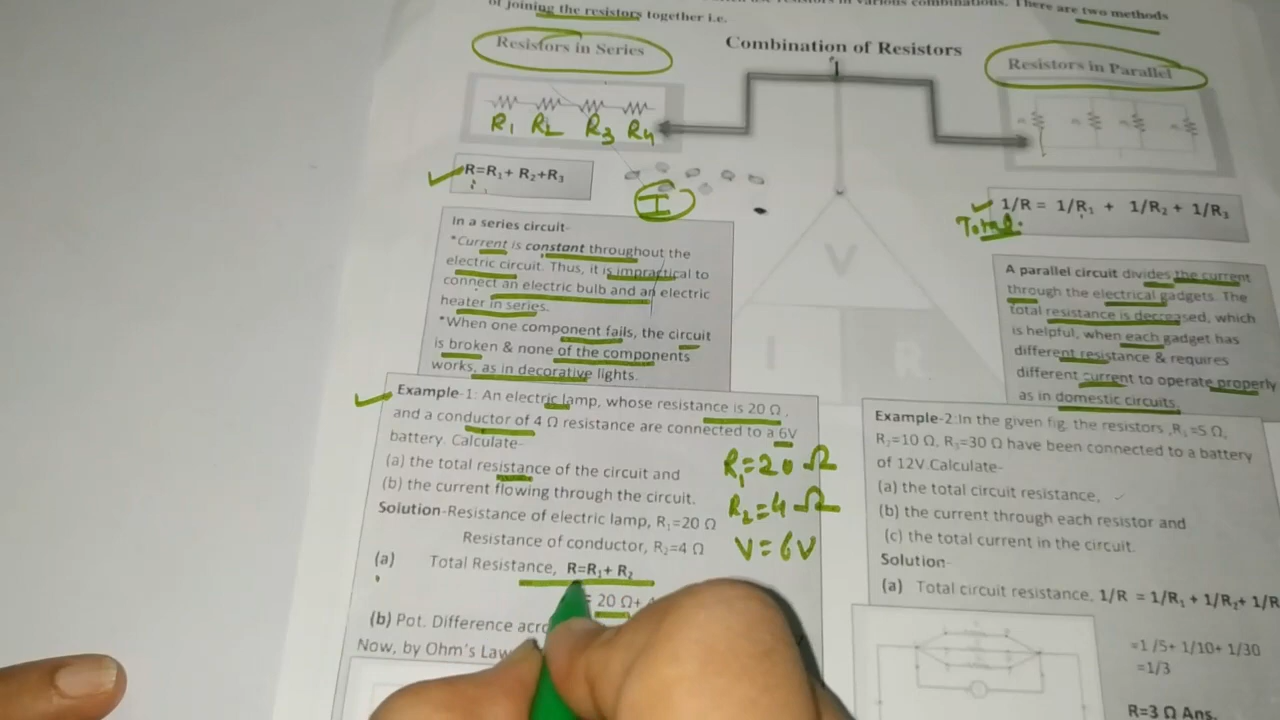 of joining the resistors together i.e.
resistors in various combinations. There are two methods
Combination of Resistors
Resistors in Series
R1 R2 R3 R4
R=R₁+ R₂+R₃
I
In a series circuit-
*Current is constant throughout the
electric circuit. Thus, it is impractical to
connect an electric bulb and an electric
heater in series.
*When one component fails, the circuit
is broken & none of the components
works, as in decorative lights.
Resistors in Parallel
1/R = 1/R₁ + 1/R₂ + 1/R₃
Total
A parallel circuit divides the current
through the electrical gadgets. The
total resistance is decreased, which
is helpful, when each gadget has
different resistance & requires
different current to operate properly
as in domestic circuits.
V
I R
Example-1: An electric lamp, whose resistance is 20 Ω ,
and a conductor of 4 Ω resistance are connected to a 6V
battery. Calculate-
(a) the total resistance of the circuit and
(b) the current flowing through the circuit.
Solution-Resistance of electric lamp, R₁=20 Ω
Resistance of conductor, R₂=4 Ω
(a) Total Resistance, R=R₁+ R₂
= 20 Ω+
(b) Pot. Difference
Now, by Ohm's Law
R₁=20 Ω
R₂=4 Ω
V=6V
Example-2:In the given fig. the resistors ,R₁=5 Ω,
R₂=10 Ω, R₃=30 Ω have been connected to a battery
of 12V.Calculate-
(a) the total circuit resistance,
(b) the current through each resistor and
(c) the total current in the circuit.
Solution-
(a) Total circuit resistance, 1/R = 1/R₁ + 1/R₂+ 1/R
=1 /5+ 1/10+ 1/30
=1/3
R=3 Ω Ans.